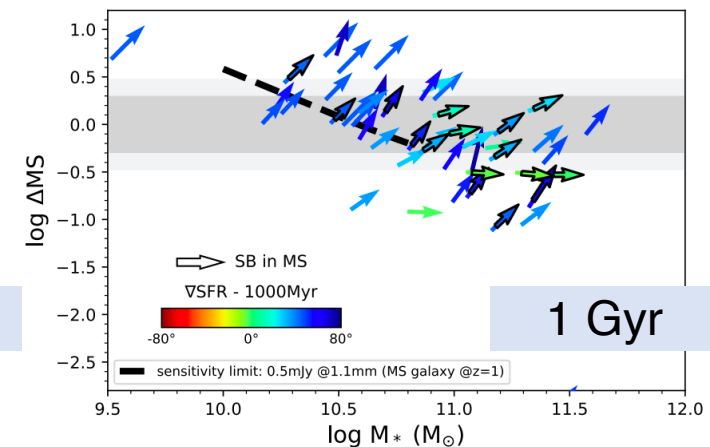 1.0
0.5
0.0
−0.5
−1.0
−1.5
−2.0
−2.5
log ΔMS
SB in MS
∇SFR - 1000Myr
-80° 0° 80°
1 Gyr
sensitivity limit: 0.5mJy @1.1mm (MS galaxy @z=1)
9.5 10.0 10.5 11.0 11.5 12.0
log M* (M⊙)